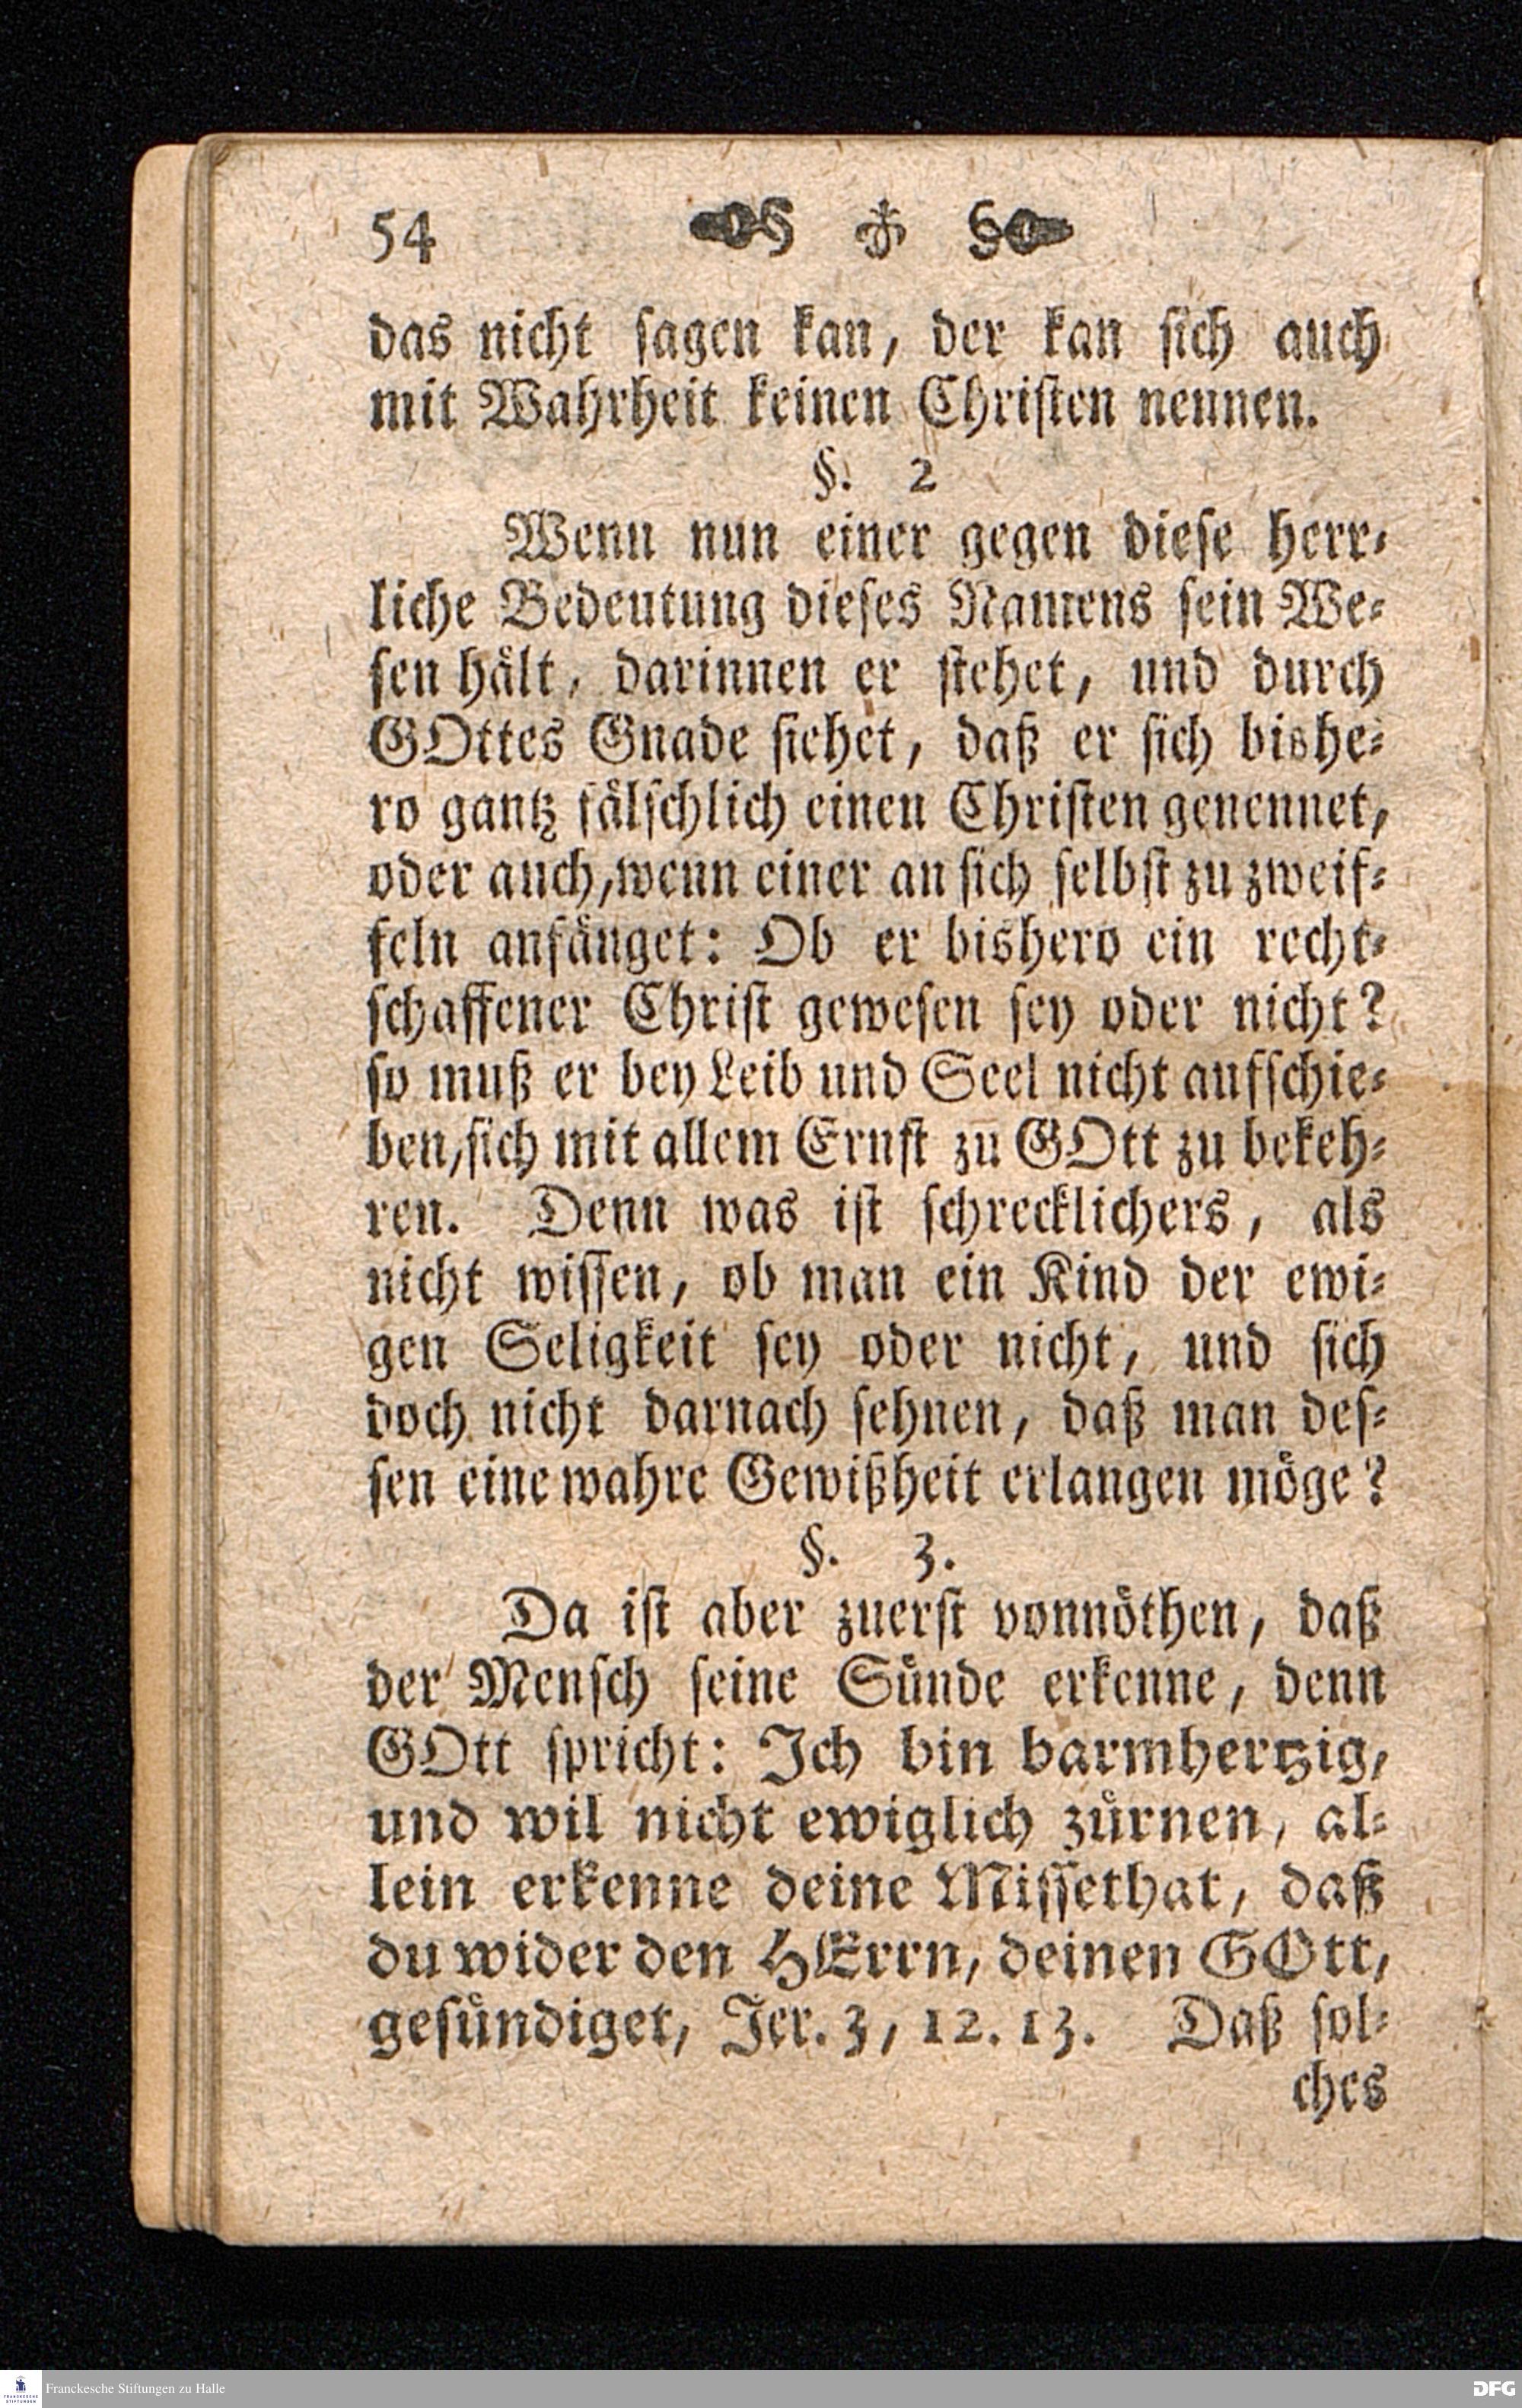 54
das nicht sagen kan, der kan sich auch
mit Wahrheit keinen Christen nennen.
§. 2
Wenn nun einer gegen diese herr-
liche Bedeutung dieses Namens sein We-
sen hält, darinnen er stehet, und durch
GOttes Gnade siehet, daß er sich bishe-
ro gantz fälschlich einen Christen genennet,
oder auch, wenn einer an sich selbst zu zweif-
feln anfänget: Ob er bishero ein recht-
schaffener Christ gewesen sey oder nicht?
so muß er bey Leib und Seel nicht aufschie-
ben, sich mit allem Ernst zu GOtt zu bekeh-
ren. Denn was ist schrecklichers, als
nicht wissen, ob man ein Kind der ewi-
gen Seligkeit sey oder nicht, und sich
doch nicht darnach sehnen, daß man des-
sen eine wahre Gewißheit erlangen möge?
§. 3.
Da ist aber zuerst vonnöthen, daß
der Mensch seine Sünde erkenne, denn
GOtt spricht: Ich bin barmhertzig,
und wil nicht ewiglich zürnen, al-
lein erkenne deine Missethat, daß
du wider den HErrn, deinen GOtt,
gesündiget, Jer. 3, 12. 13. Daß sol-
ches
Franckesche Stiftungen zu Halle
FRANCKESCHE STIFTUNGEN
DFG